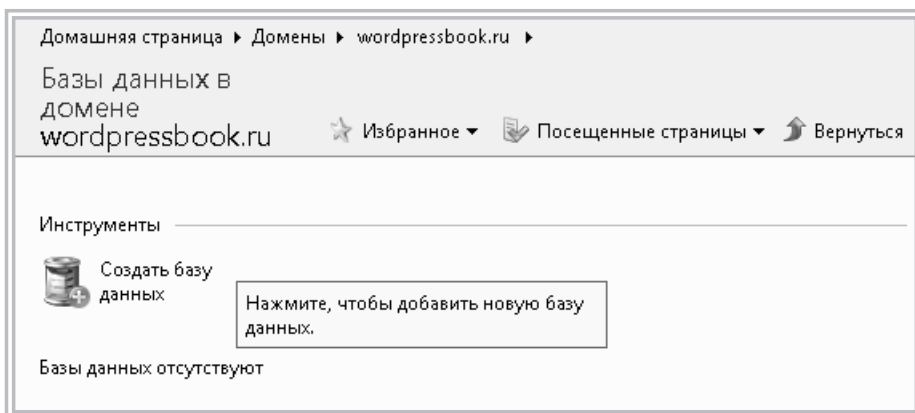 Домашняя страница ▶ Домены ▶ wordpressbook.ru ▶
Базы данных в
домене
wordpressbook.ru
Избранное ▾ Посещенные страницы ▾ Вернуться
Инструменты
Создать базу
данных
Нажмите, чтобы добавить новую базу
данных.
Базы данных отсутствуют